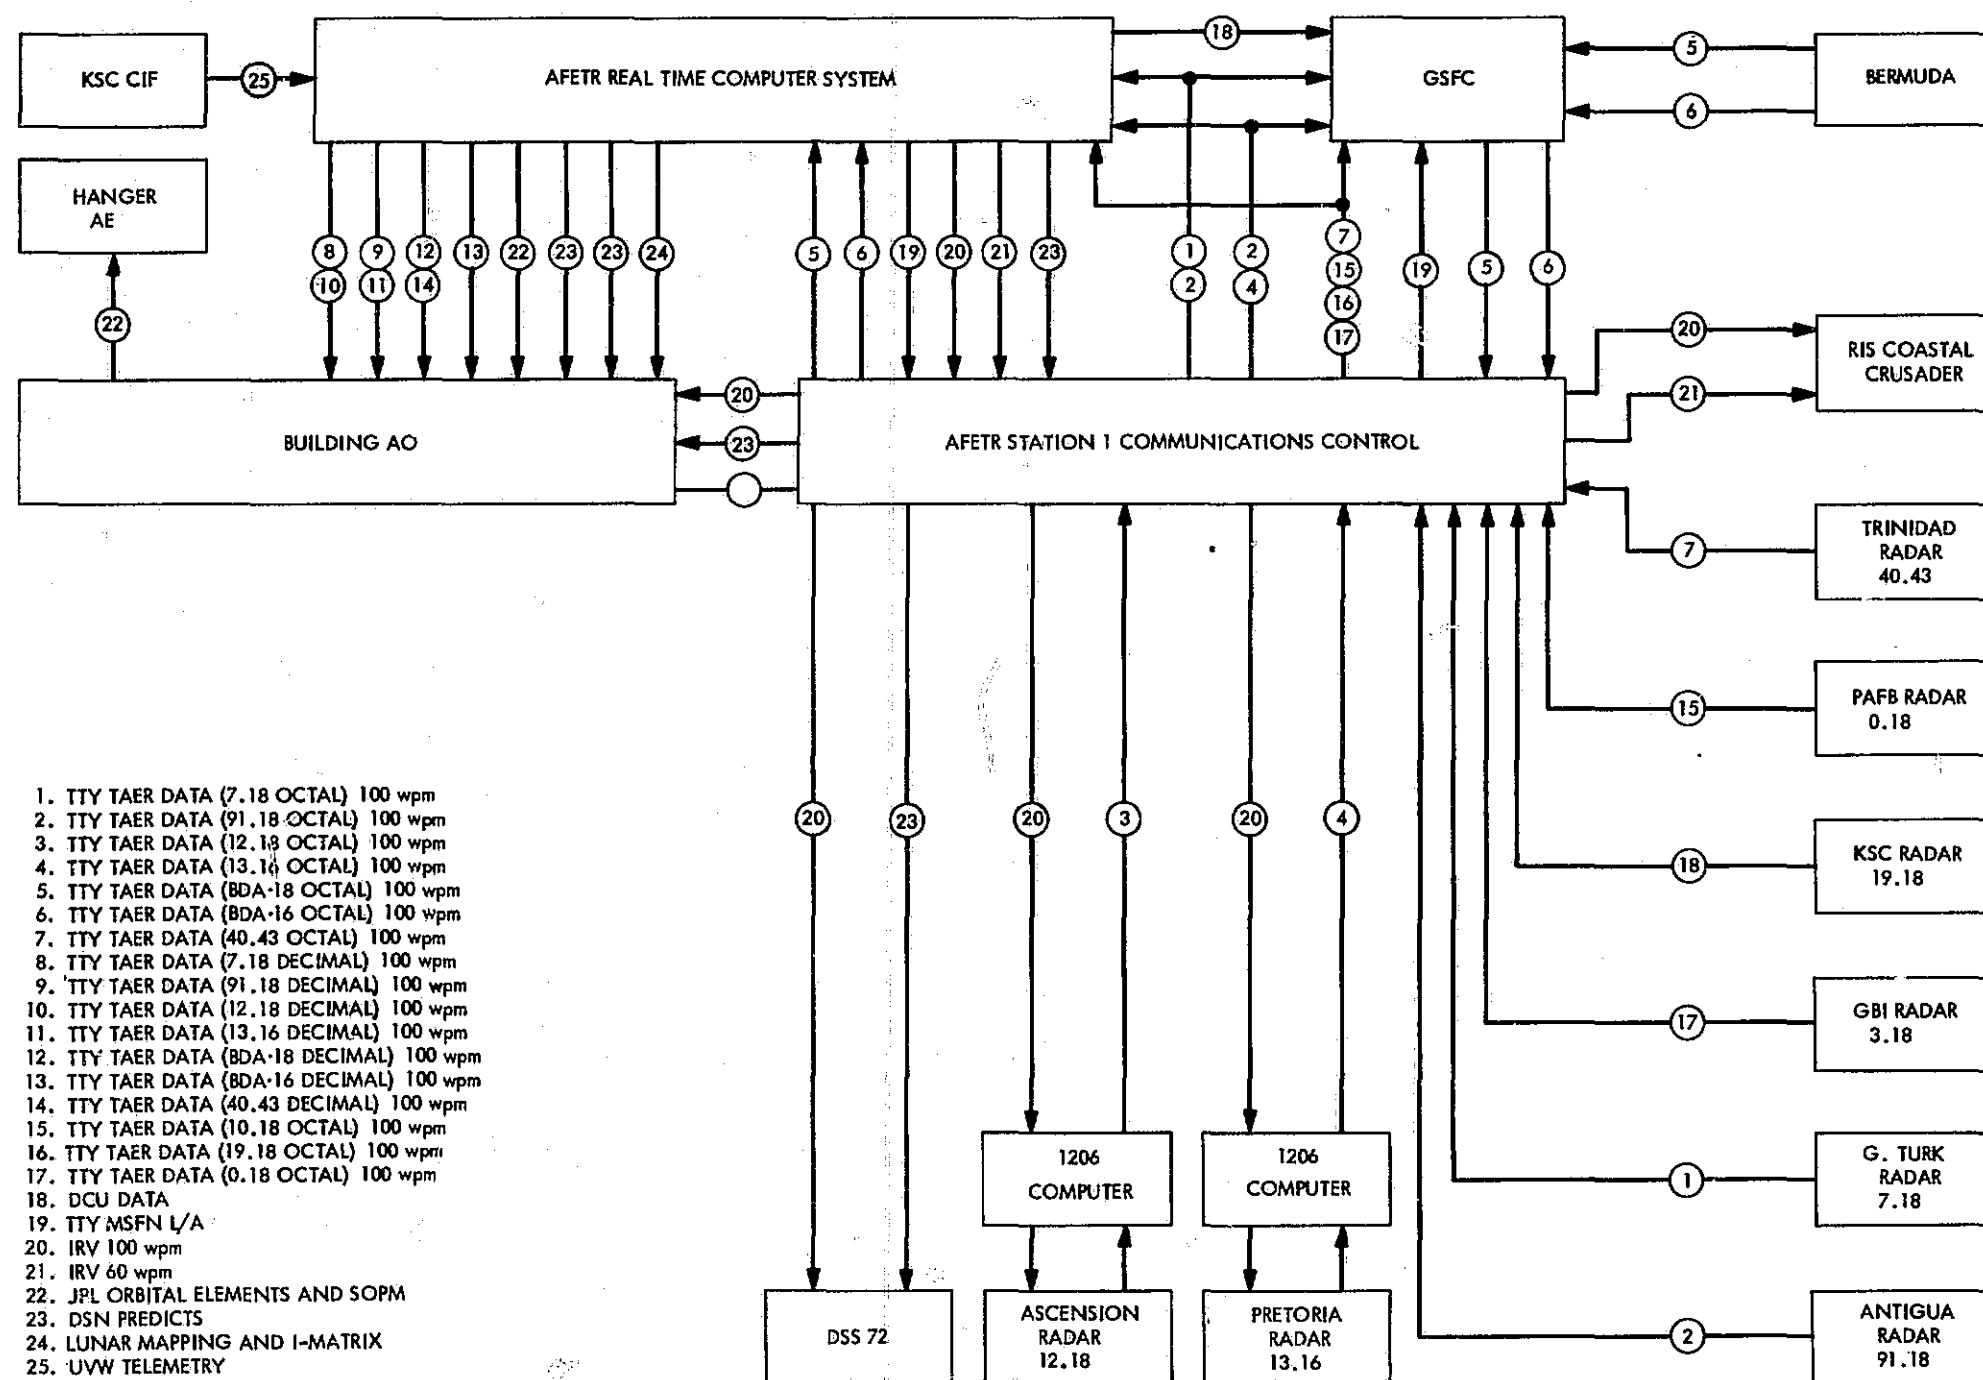 KSC CIF
25
AFETR REAL TIME COMPUTER SYSTEM
18
GSFC
5
6
BERMUDA
HANGER
AE
22
8
10
9
11
12
14
13
22
23
23
24
5
6
19
20
21
23
1
2
2
4
7
15
16
17
19
5
6
BUILDING AO
20
23
AFETR STATION 1 COMMUNICATIONS CONTROL
20
21
RIS COASTAL
CRUSADER
7
TRINIDAD
RADAR
40.43
15
PAFB RADAR
0.18
18
KSC RADAR
19.18
17
GBI RADAR
3.18
1
G. TURK
RADAR
7.18
2
ANTIGUA
RADAR
91.18
20
23
20
3
20
4
1206
COMPUTER
1206
COMPUTER
DSS 72
ASCENSION
RADAR
12.18
PRETORIA
RADAR
13.16
1. TTY TAER DATA (7.18 OCTAL) 100 wpm
2. TTY TAER DATA (91.18 OCTAL) 100 wpm
3. TTY TAER DATA (12.18 OCTAL) 100 wpm
4. TTY TAER DATA (13.16 OCTAL) 100 wpm
5. TTY TAER DATA (BDA·18 OCTAL) 100 wpm
6. TTY TAER DATA (BDA·16 OCTAL) 100 wpm
7. TTY TAER DATA (40.43 OCTAL) 100 wpm
8. TTY TAER DATA (7.18 DECIMAL) 100 wpm
9. TTY TAER DATA (91.18 DECIMAL) 100 wpm
10. TTY TAER DATA (12.18 DECIMAL) 100 wpm
11. TTY TAER DATA (13.16 DECIMAL) 100 wpm
12. TTY TAER DATA (BDA·18 DECIMAL) 100 wpm
13. TTY TAER DATA (BDA·16 DECIMAL) 100 wpm
14. TTY TAER DATA (40.43 DECIMAL) 100 wpm
15. TTY TAER DATA (10.18 OCTAL) 100 wpm
16. TTY TAER DATA (19.18 OCTAL) 100 wpm
17. TTY TAER DATA (0.18 OCTAL) 100 wpm
18. DCU DATA
19. TTY MSFN L/A
20. IRV 100 wpm
21. IRV 60 wpm
22. JPL ORBITAL ELEMENTS AND SOPM
23. DSN PREDICTS
24. LUNAR MAPPING AND I-MATRIX
25. UVW TELEMETRY